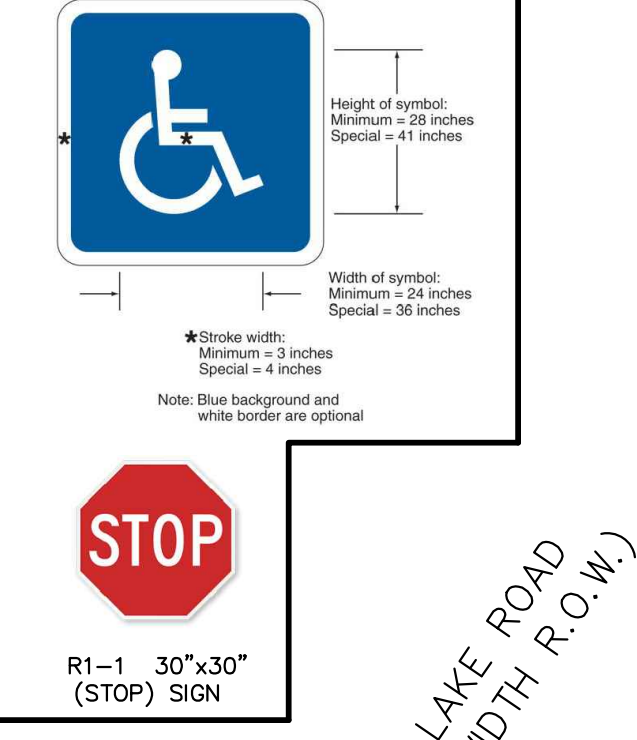 Height of symbol:
Minimum = 28 inches
Special = 41 inches
*
*
Width of symbol:
Minimum = 24 inches
Special = 36 inches
*Stroke width:
Minimum = 3 inches
Special = 4 inches
Note: Blue background and
white border are optional
STOP
R1-1 30"x30"
(STOP) SIGN
LAKE ROAD
R.O.W.)